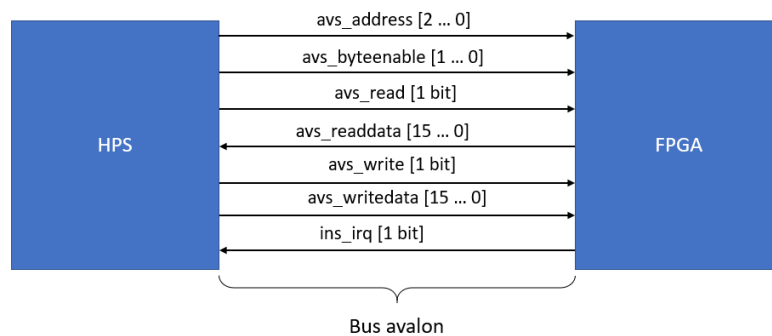 avs_address [2 ... 0]
avs_byteenable [1 ... 0]
avs_read [1 bit]
avs_readdata [15 ... 0]
HPS
FPGA
avs_write [1 bit]
avs_writedata [15 ... 0]
ins_irq [1 bit]
Bus avalon